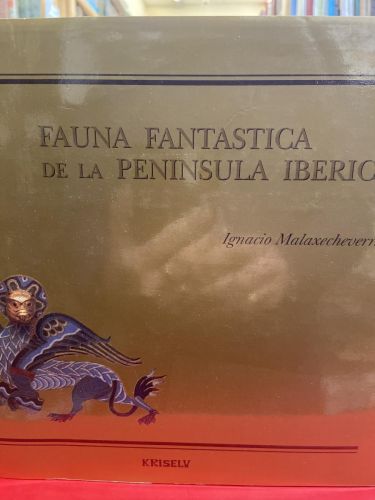 FAUNA FANTASTICA
DE LA PENINSULA IBERIC
Ignacio Malaxecheverr
KRISELU